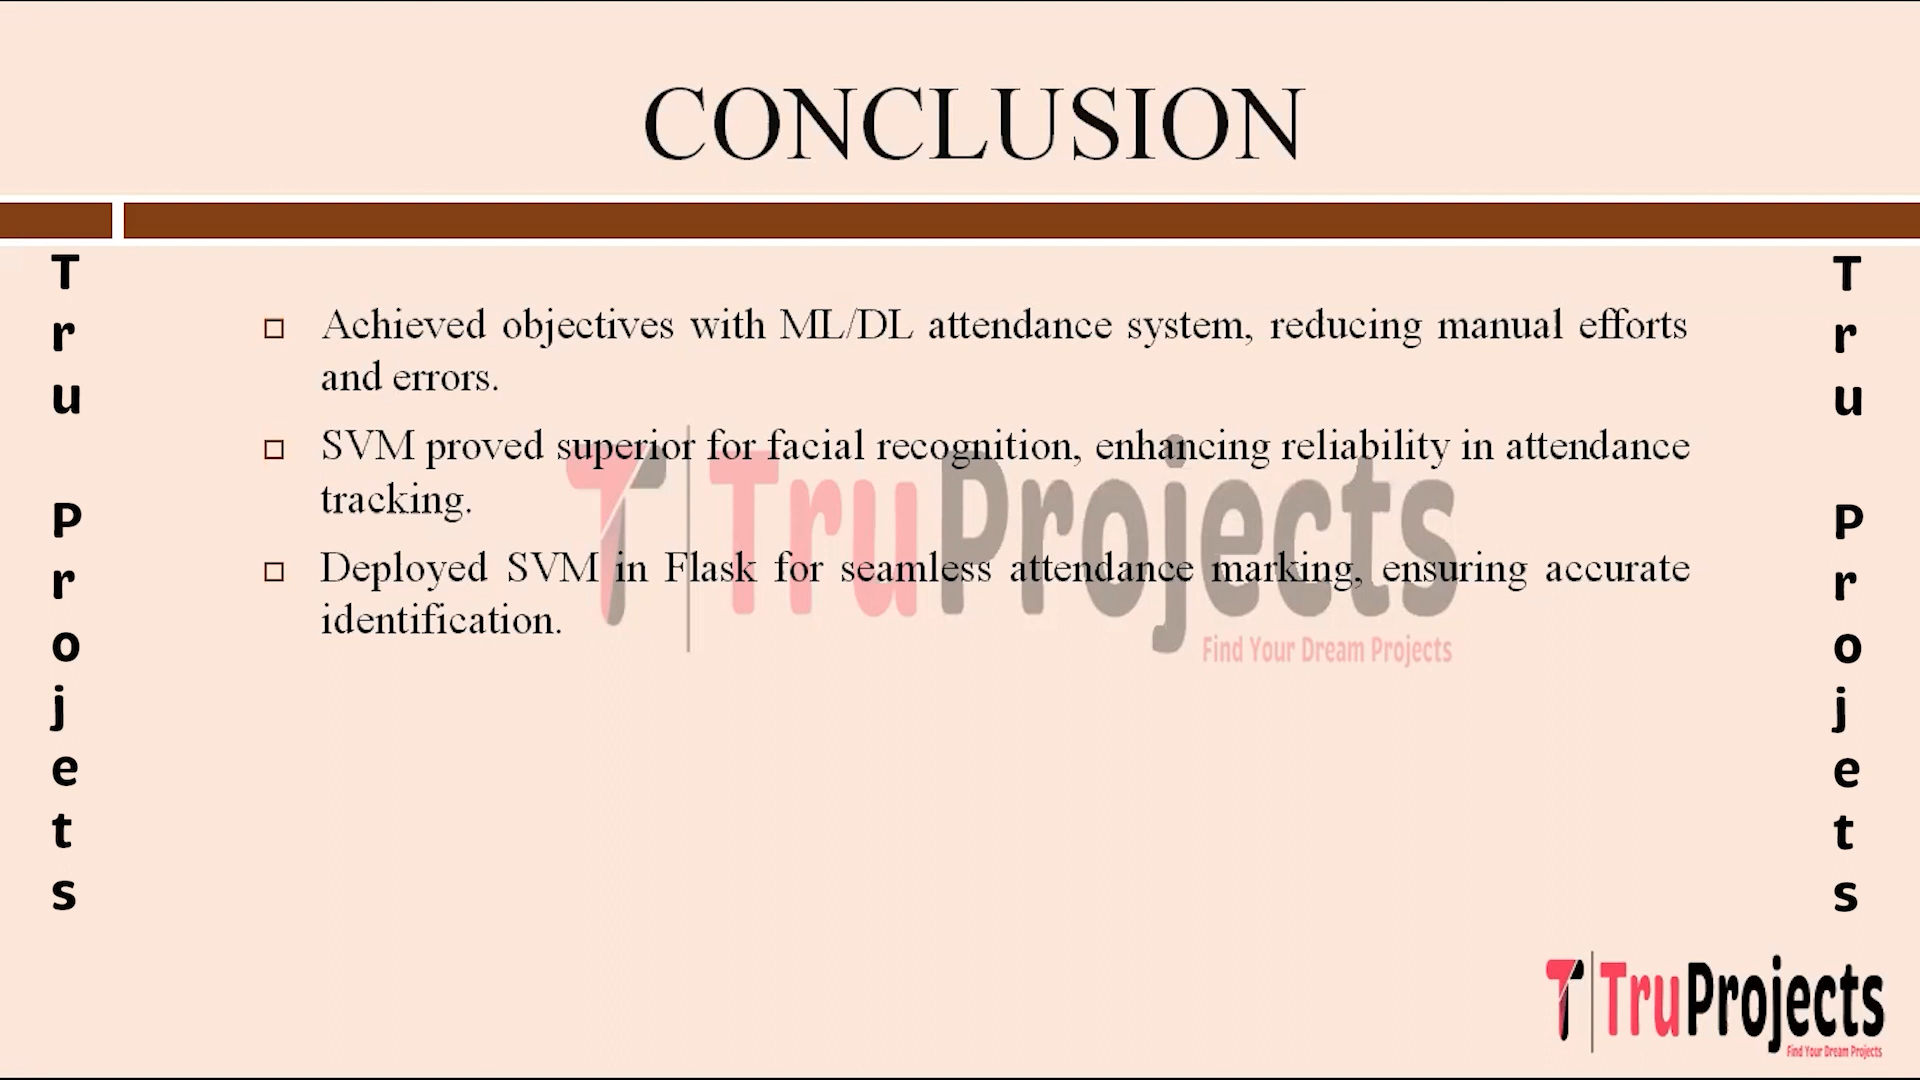 CONCLUSION
Tru Projets
Tru Projets
Achieved objectives with ML/DL attendance system, reducing manual efforts
and errors.
SVM proved superior for facial recognition, enhancing reliability in attendance
tracking.
Deployed SVM in Flask for seamless attendance marking, ensuring accurate
identification.
TruProjects
Find Your Dream Projects
TruProjects
Find Your Dream Projects